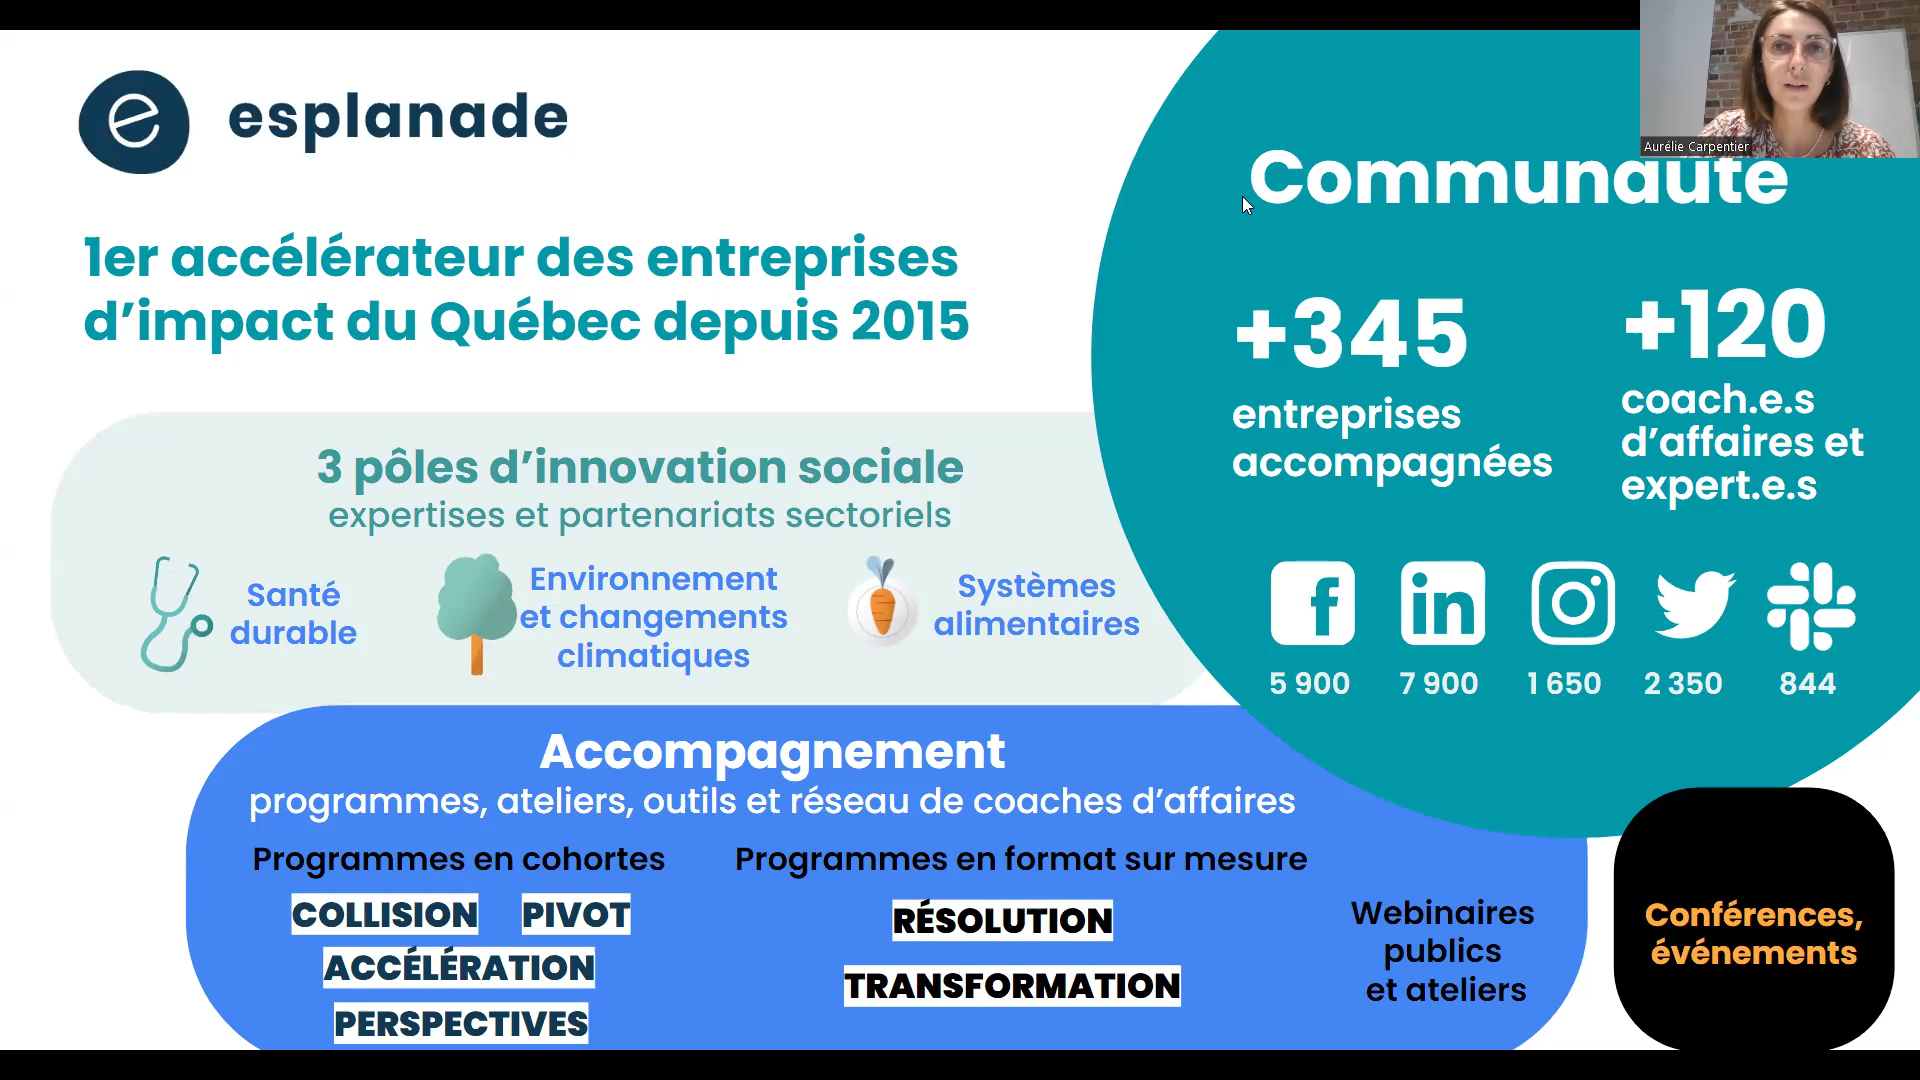 esplanade
1er accélérateur des entreprises
d’impact du Québec depuis 2015
3 pôles d’innovation sociale
expertises et partenariats sectoriels
Santé
durable
Environnement
et changements
climatiques
Systèmes
alimentaires
Aurélie Carpentier
Communauté
+345
entreprises
accompagnées
+120
coach.e.s
d’affaires et
expert.e.s
5 900 7 900 1 650 2 350 844
Accompagnement
programmes, ateliers, outils et réseau de coaches d’affaires
Programmes en cohortes
COLLISION PIVOT
ACCÉLÉRATION
PERSPECTIVES
Programmes en format sur mesure
RÉSOLUTION
TRANSFORMATION
Webinaires
publics
et ateliers
Conférences,
événements